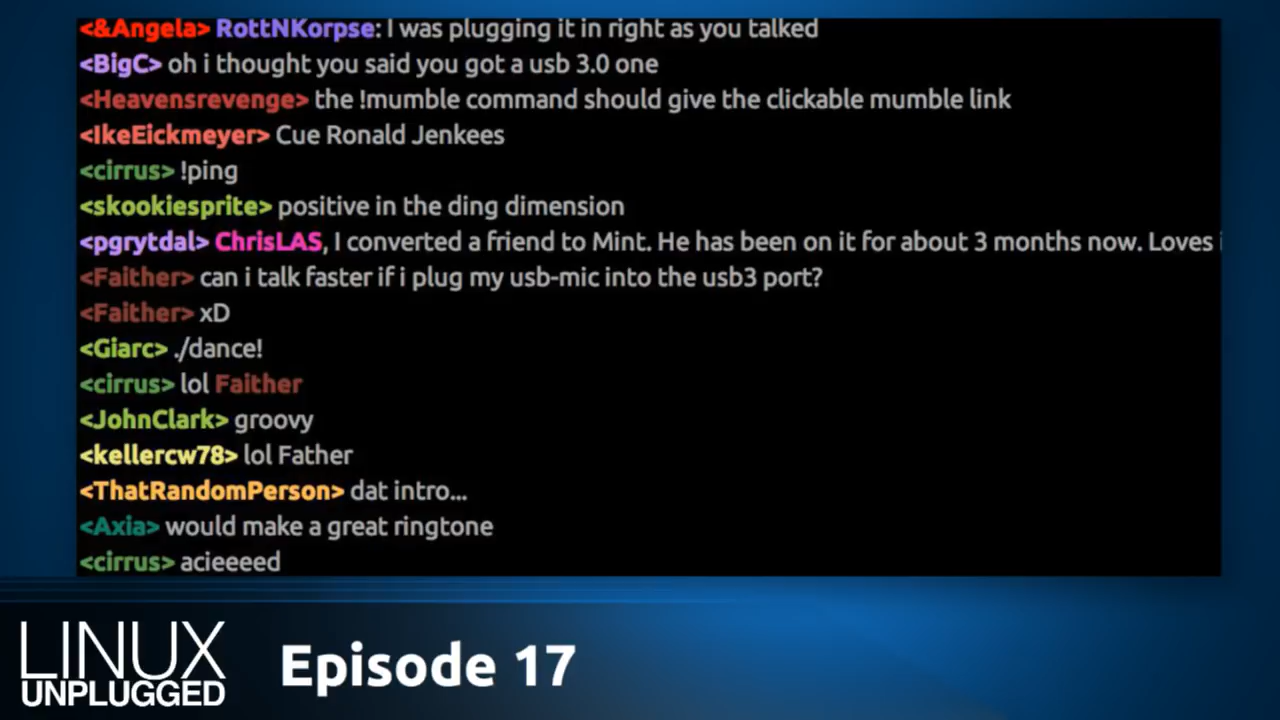 <&Angela> RottNKorpse: I was plugging it in right as you talked
<BigC> oh i thought you said you got a usb 3.0 one
<Heavensrevenge> the !mumble command should give the clickable mumble link
<IkeEickmeyer> Cue Ronald Jenkees
<cirrus> !ping
<skookiesprite> positive in the ding dimension
<pgrytdal> ChrisLAS, I converted a friend to Mint. He has been on it for about 3 months now. Loves i
<Faither> can i talk faster if i plug my usb-mic into the usb3 port?
<Faither> xD
<Giarc> ./dance!
<cirrus> lol Faither
<JohnClark> groovy
<kellercw78> lol Father
<ThatRandomPerson> dat intro...
<Axia> would make a great ringtone
<cirrus> acieeeed
LINUX
UNPLUGGED
Episode 17